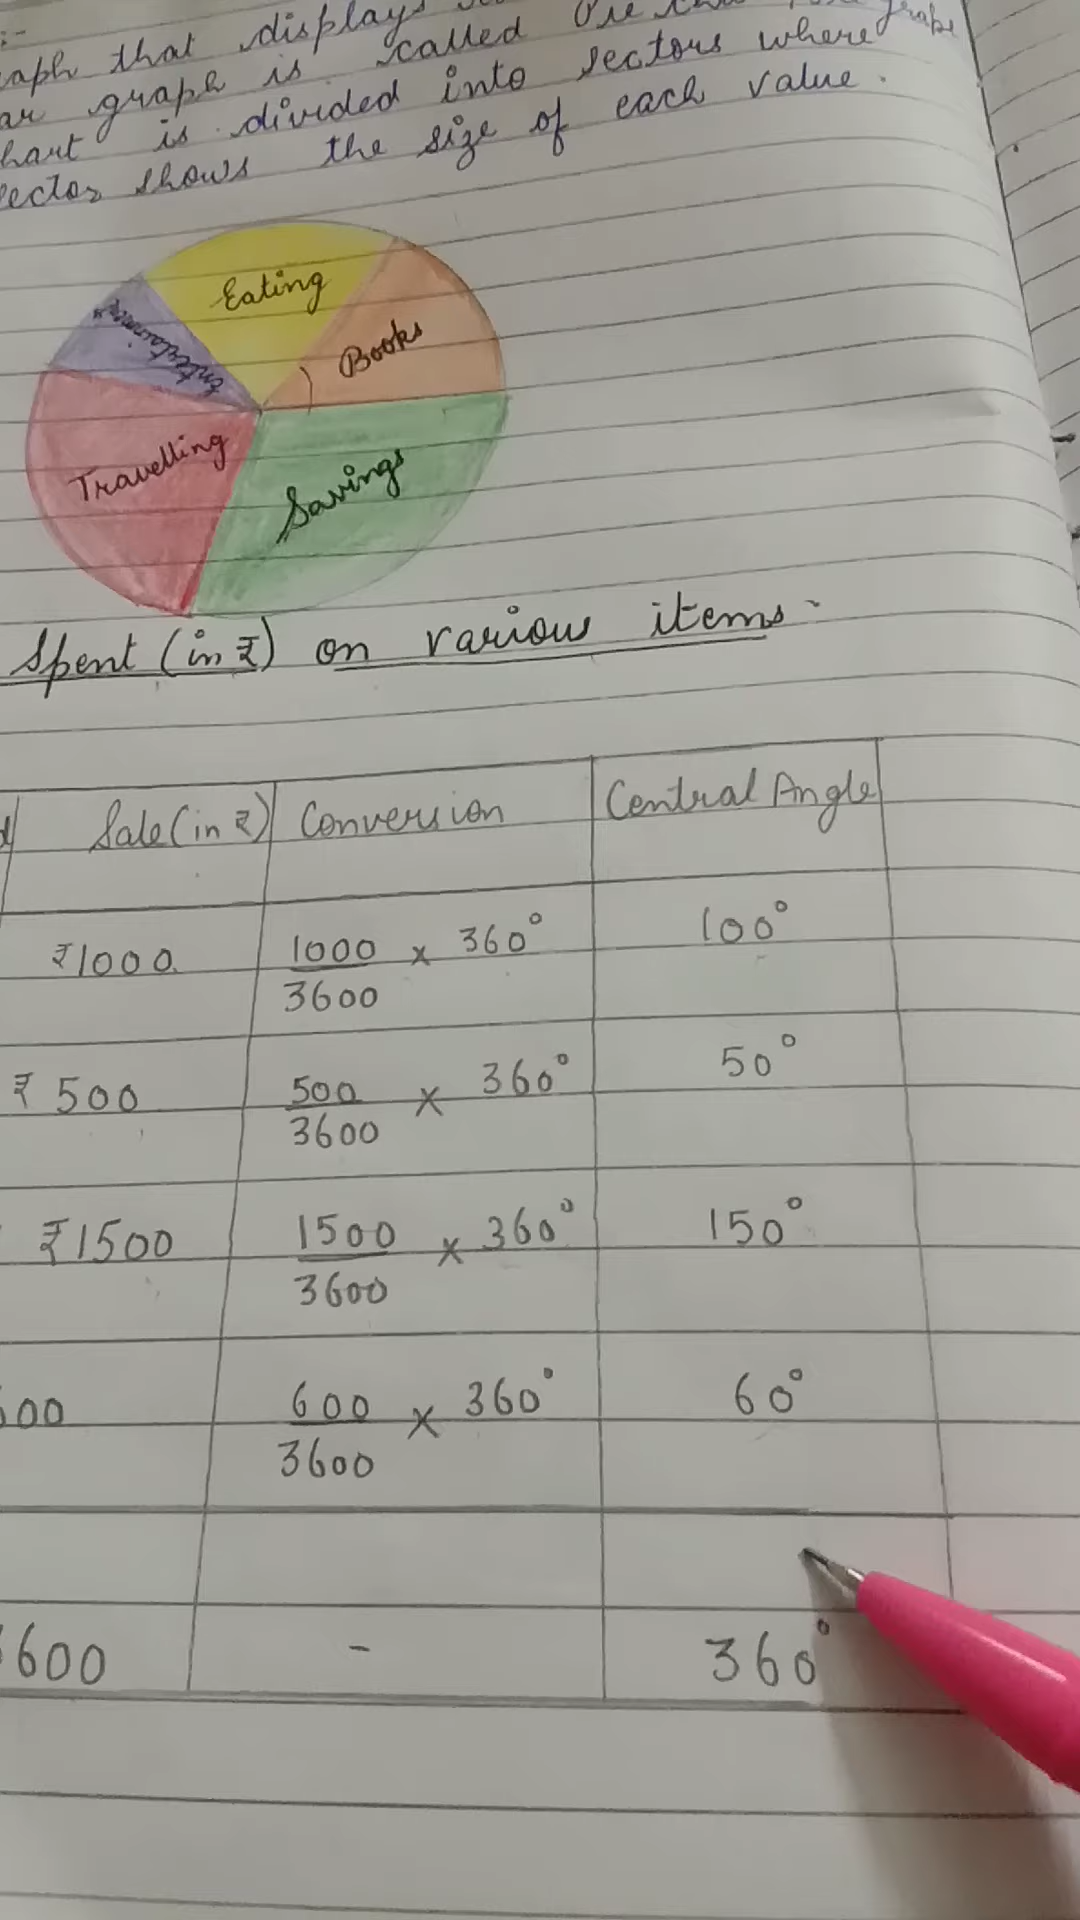 :-
aph that displays
ar graph is called
hart is divided into sectors where
ector shows the size of each value.
Eating
Books
Entertainment
Travelling
Savings
Spent (in ₹) on various items.
Sale (in ₹) Conversion Central Angle
₹1000 1000/3600 × 360° 100°
₹500 500/3600 × 360° 50°
₹1500 1500/3600 × 360° 150°
00 600/3600 × 360° 60°
600 - 360°